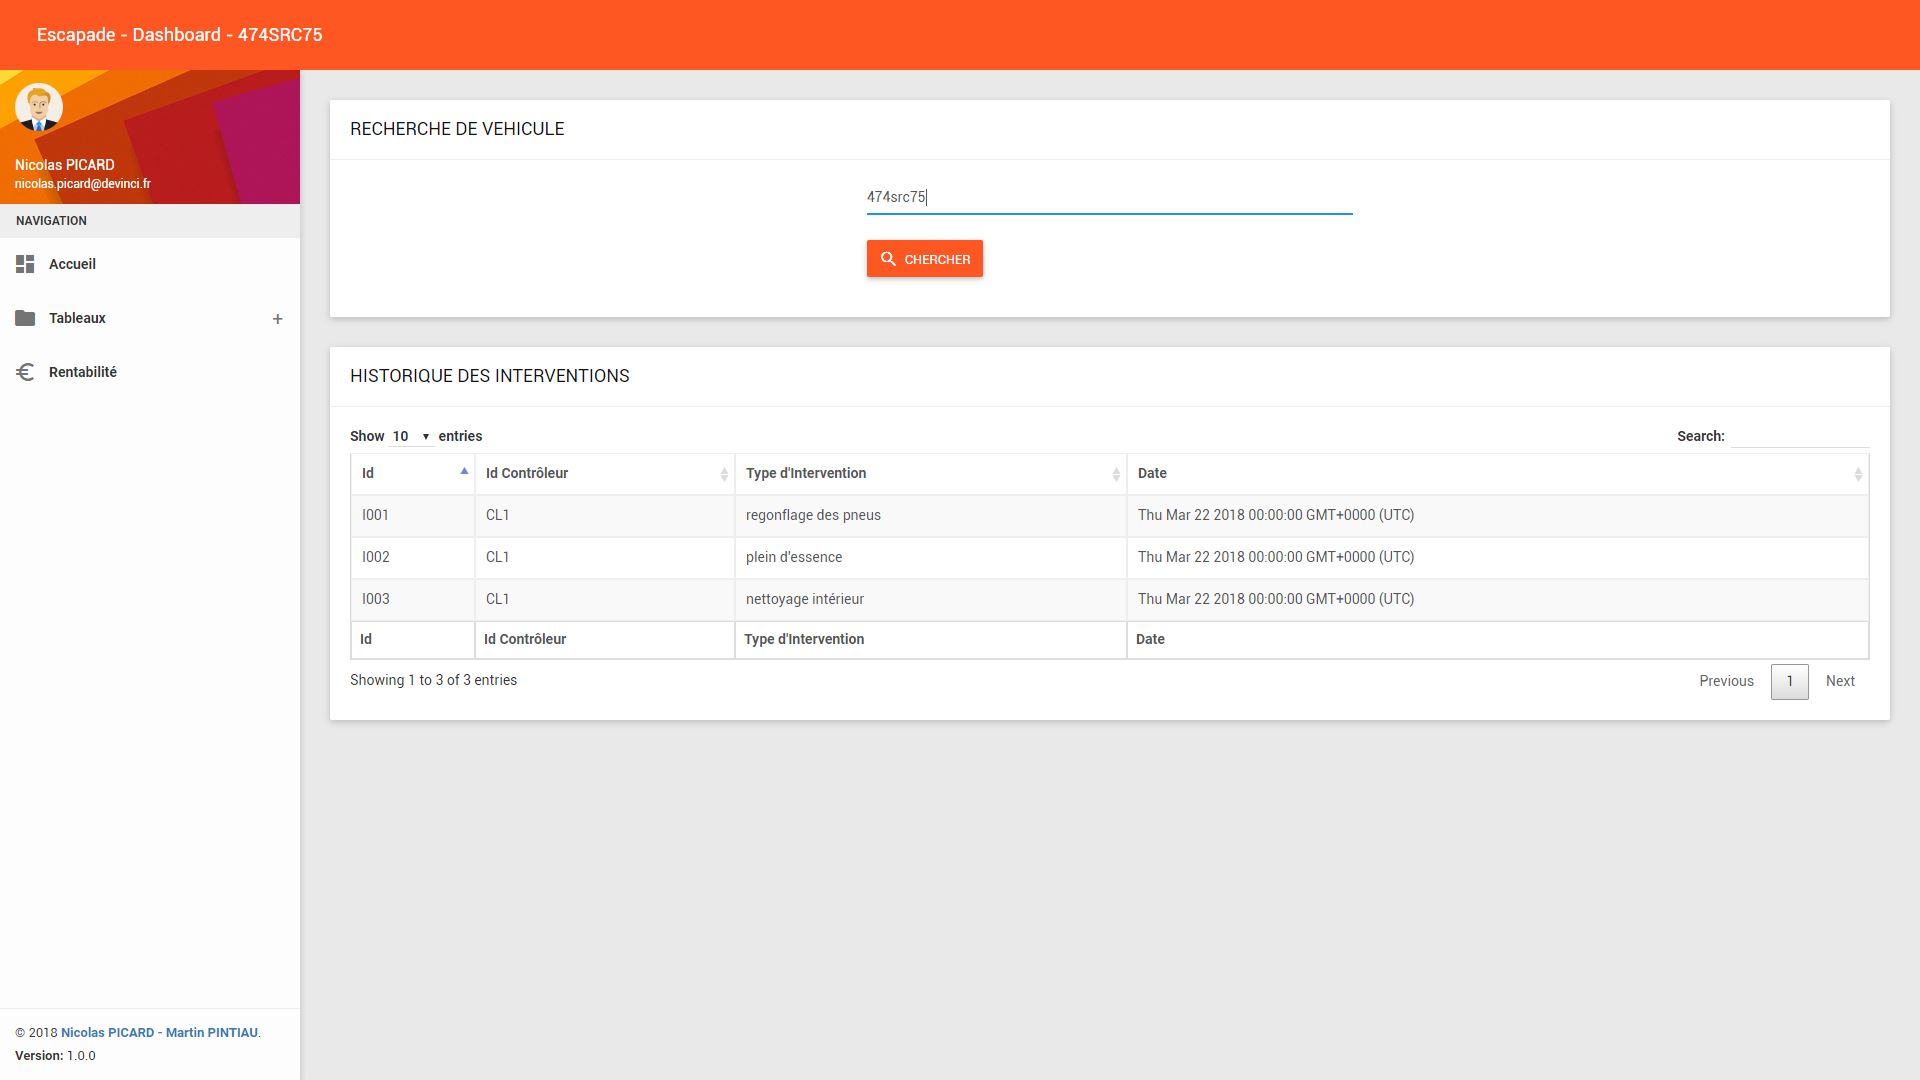 Escapade - Dashboard - 474SRC75
Nicolas PICARD
nicolas.picard@devinci.fr
NAVIGATION
Accueil
Tableaux +
Rentabilité
© 2018 Nicolas PICARD - Martin PINTIAU.
Version: 1.0.0
RECHERCHE DE VEHICULE
474src75
CHERCHER
HISTORIQUE DES INTERVENTIONS
Show 10 entries Search:
Id Id Contrôleur Type d'Intervention Date
I001 CL1 regonflage des pneus Thu Mar 22 2018 00:00:00 GMT+0000 (UTC)
I002 CL1 plein d'essence Thu Mar 22 2018 00:00:00 GMT+0000 (UTC)
I003 CL1 nettoyage intérieur Thu Mar 22 2018 00:00:00 GMT+0000 (UTC)
Id Id Contrôleur Type d'Intervention Date
Showing 1 to 3 of 3 entries Previous 1 Next